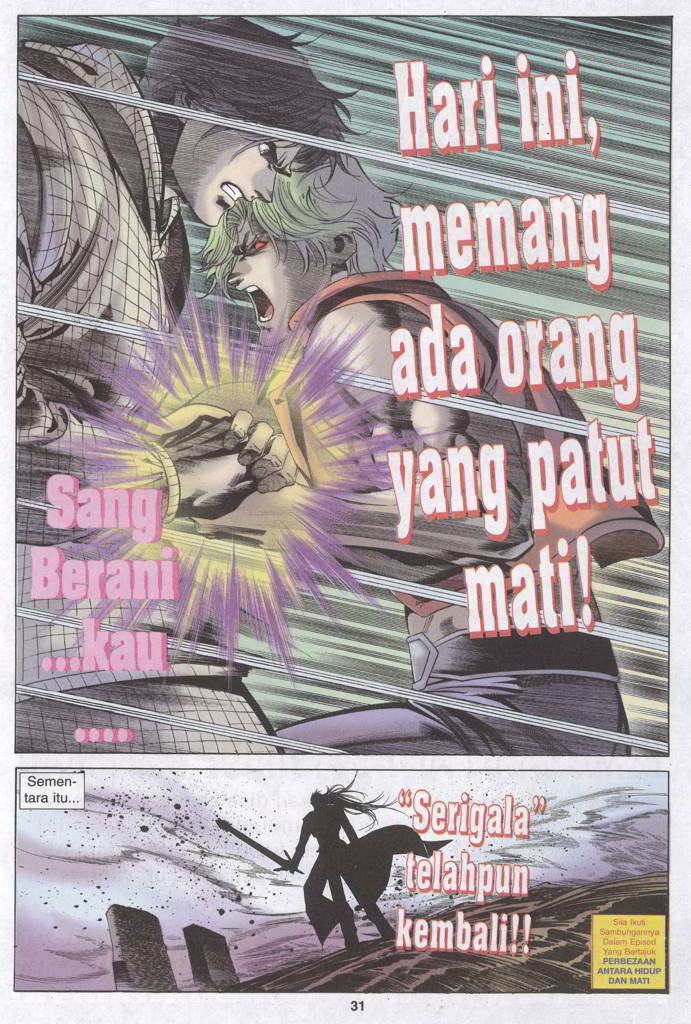 Hari ini,
memang
ada orang
yang patut
mati!
Sang
Berani
...kau
....
Semen-
tara itu...
“Serigala”
telahpun
kembali!!
Sila Ikuti
Sambungannya
Dalam Episod
Yang Bertajuk
PERBEZAAN
ANTARA HIDUP
DAN MATI
31